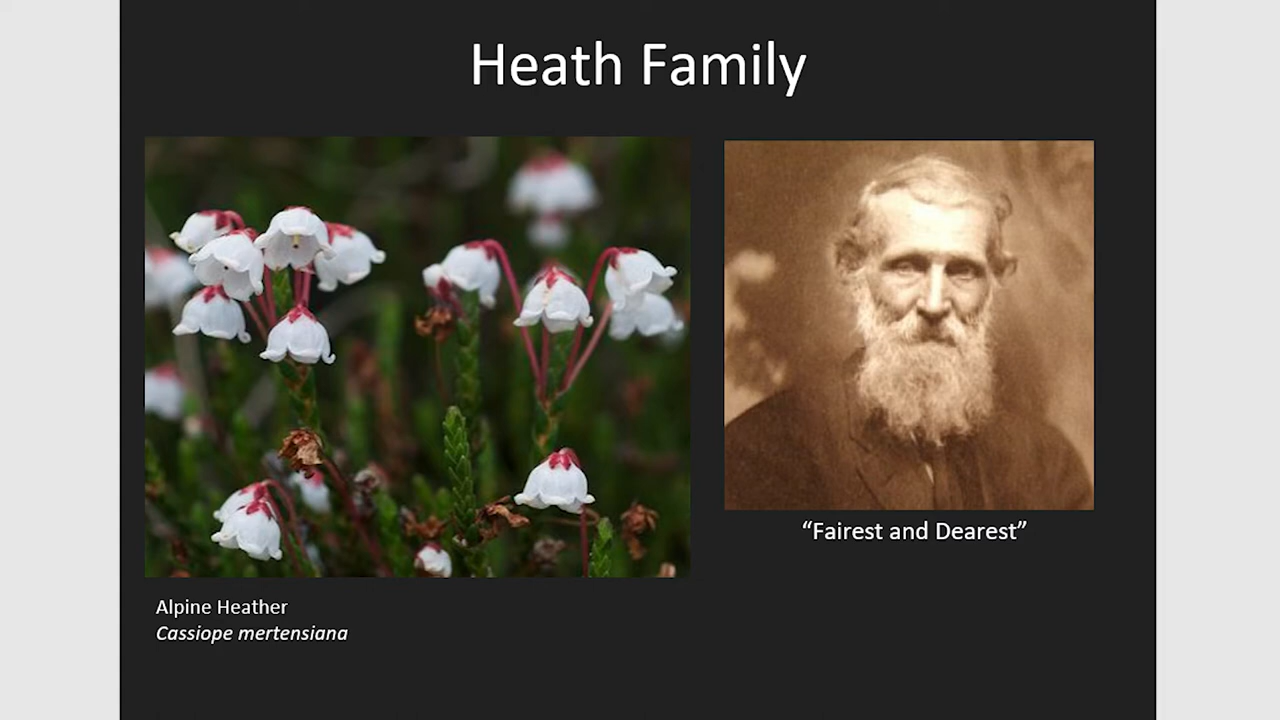 Heath Family
“Fairest and Dearest”
Alpine Heather
Cassiope mertensiana